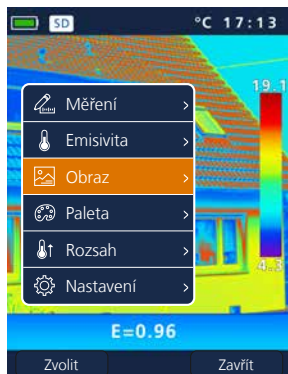 SD °C 17:13
19.1
Měření
Emisivita
Obraz
Paleta
Rozsah
Nastavení
4.3
E=0.96
Zvolit Zavřít